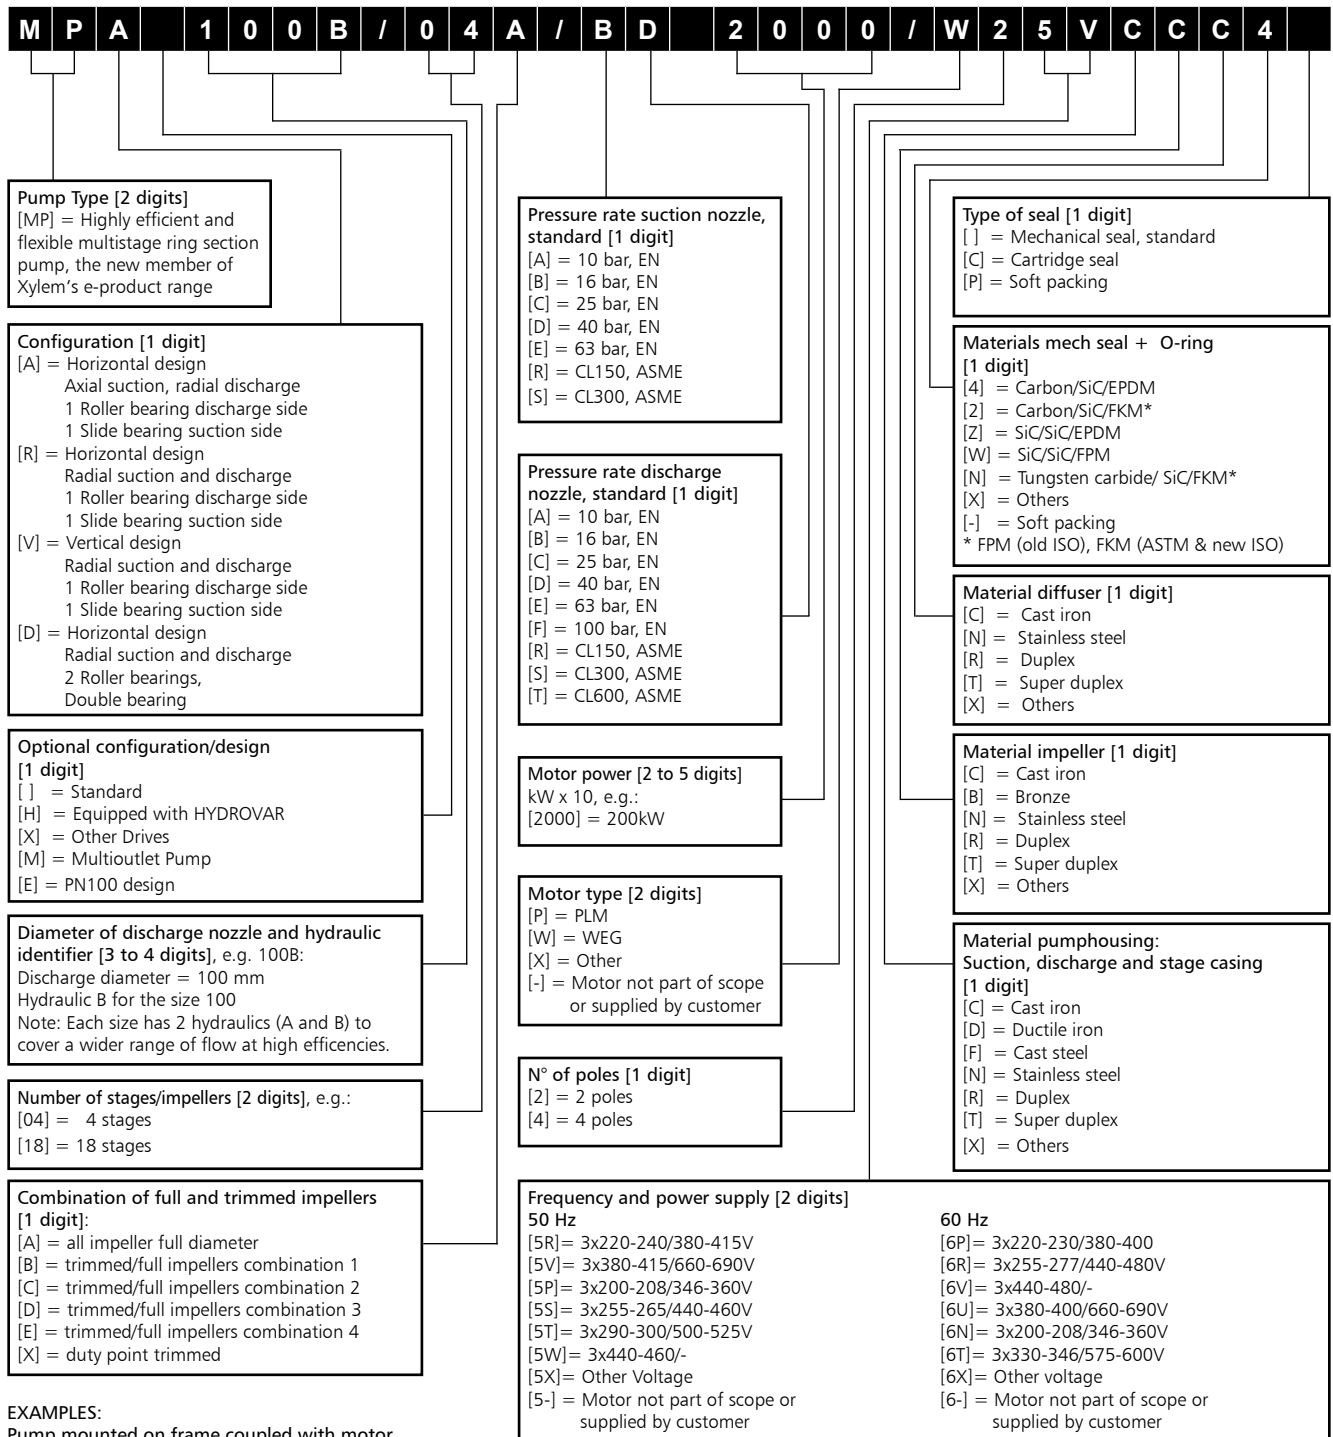 M P A 1 0 0 B / 0 4 A / B D 2 0 0 0 / W 2 5 V C C C 4
Pump Type [2 digits]
[MP] = Highly efficient and
flexible multistage ring section
pump, the new member of
Xylem's e-product range
Configuration [1 digit]
[A] = Horizontal design
Axial suction, radial discharge
1 Roller bearing discharge side
1 Slide bearing suction side
[R] = Horizontal design
Radial suction and discharge
1 Roller bearing discharge side
1 Slide bearing suction side
[V] = Vertical design
Radial suction and discharge
1 Roller bearing discharge side
1 Slide bearing suction side
[D] = Horizontal design
Radial suction and discharge
2 Roller bearings,
Double bearing
Optional configuration/design
[1 digit]
[ ] = Standard
[H] = Equipped with HYDROVAR
[X] = Other Drives
[M] = Multioutlet Pump
[E] = PN100 design
Diameter of discharge nozzle and hydraulic
identifier [3 to 4 digits], e.g. 100B:
Discharge diameter = 100 mm
Hydraulic B for the size 100
Note: Each size has 2 hydraulics (A and B) to
cover a wider range of flow at high efficencies.
Number of stages/impellers [2 digits], e.g.:
[04] = 4 stages
[18] = 18 stages
Combination of full and trimmed impellers
[1 digit]:
[A] = all impeller full diameter
[B] = trimmed/full impellers combination 1
[C] = trimmed/full impellers combination 2
[D] = trimmed/full impellers combination 3
[E] = trimmed/full impellers combination 4
[X] = duty point trimmed
EXAMPLES:
Pump mounted on frame coupled with motor
Pressure rate suction nozzle,
standard [1 digit]
[A] = 10 bar, EN
[B] = 16 bar, EN
[C] = 25 bar, EN
[D] = 40 bar, EN
[E] = 63 bar, EN
[R] = CL150, ASME
[S] = CL300, ASME
Pressure rate discharge
nozzle, standard [1 digit]
[A] = 10 bar, EN
[B] = 16 bar, EN
[C] = 25 bar, EN
[D] = 40 bar, EN
[E] = 63 bar, EN
[F] = 100 bar, EN
[R] = CL150, ASME
[S] = CL300, ASME
[T] = CL600, ASME
Motor power [2 to 5 digits]
kW x 10, e.g.:
[2000] = 200kW
Motor type [2 digits]
[P] = PLM
[W] = WEG
[X] = Other
[-] = Motor not part of scope
or supplied by customer
N° of poles [1 digit]
[2] = 2 poles
[4] = 4 poles
Type of seal [1 digit]
[ ] = Mechanical seal, standard
[C] = Cartridge seal
[P] = Soft packing
Materials mech seal + O-ring
[1 digit]
[4] = Carbon/SiC/EPDM
[2] = Carbon/SiC/FKM*
[Z] = SiC/SiC/EPDM
[W] = SiC/SiC/FPM
[N] = Tungsten carbide/ SiC/FKM*
[X] = Others
[-] = Soft packing
* FPM (old ISO), FKM (ASTM & new ISO)
Material diffuser [1 digit]
[C] = Cast iron
[N] = Stainless steel
[R] = Duplex
[T] = Super duplex
[X] = Others
Material impeller [1 digit]
[C] = Cast iron
[B] = Bronze
[N] = Stainless steel
[R] = Duplex
[T] = Super duplex
[X] = Others
Material pumphousing:
Suction, discharge and stage casing
[1 digit]
[C] = Cast iron
[D] = Ductile iron
[F] = Cast steel
[N] = Stainless steel
[R] = Duplex
[T] = Super duplex
[X] = Others
Frequency and power supply [2 digits]
50 Hz
[5R]= 3x220-240/380-415V
[5V]= 3x380-415/660-690V
[5P]= 3x200-208/346-360V
[5S]= 3x255-265/440-460V
[5T]= 3x290-300/500-525V
[5W]= 3x440-460/-
[5X]= Other Voltage
[5-] = Motor not part of scope or
supplied by customer
60 Hz
[6P]= 3x220-230/380-400
[6R]= 3x255-277/440-480V
[6V]= 3x440-480/-
[6U]= 3x380-400/660-690V
[6N]= 3x200-208/346-360V
[6T]= 3x330-346/575-600V
[6X]= Other voltage
[6-] = Motor not part of scope or
supplied by customer